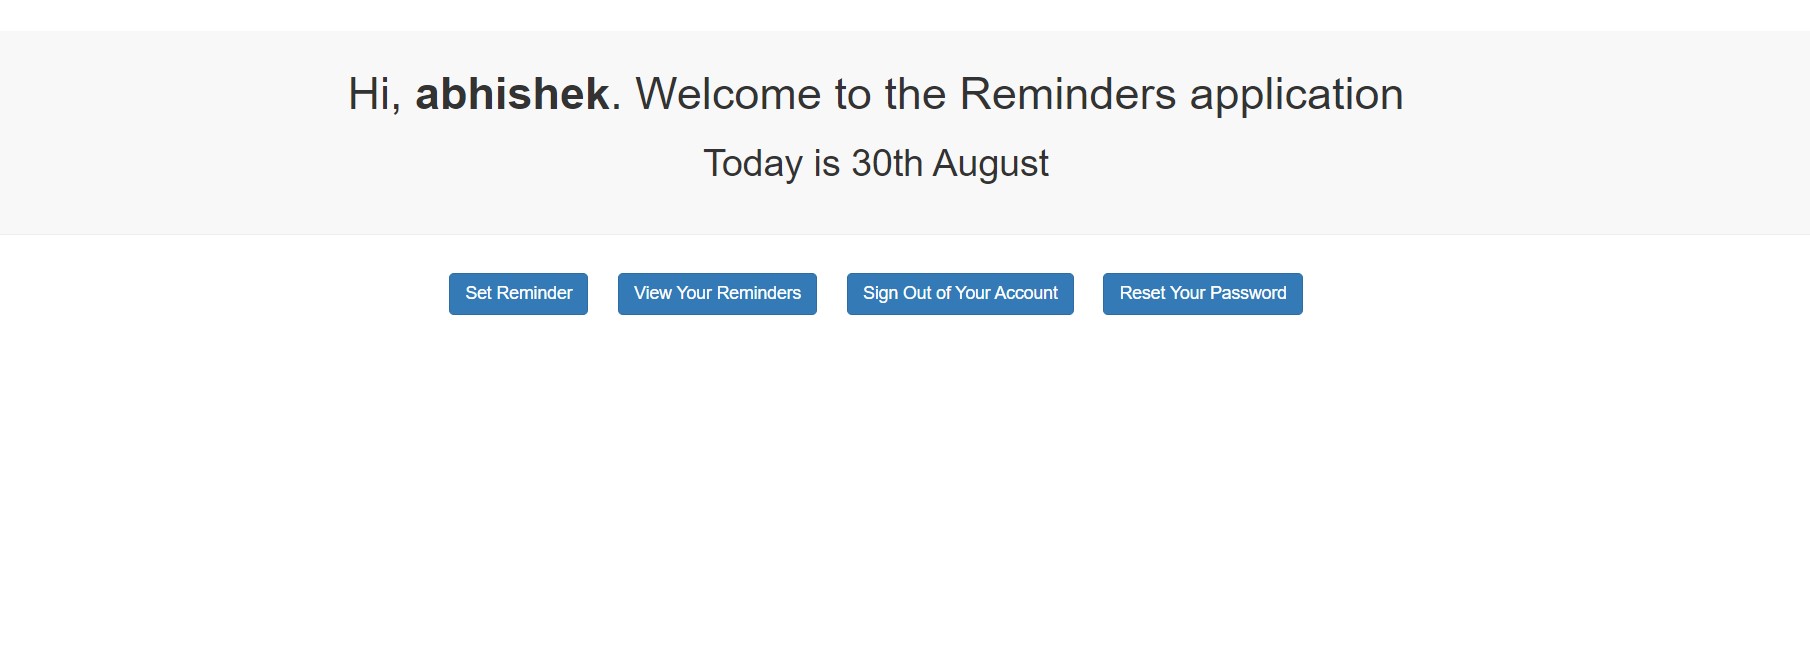 Hi, abhishek. Welcome to the Reminders application
Today is 30th August
Set Reminder
View Your Reminders
Sign Out of Your Account
Reset Your Password